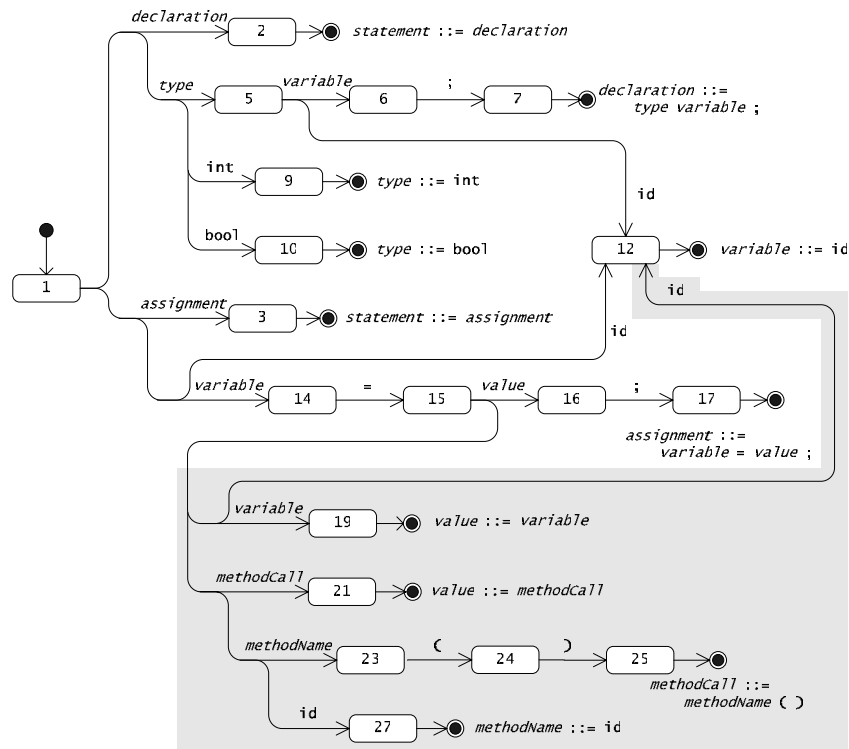 declaration
2
statement ::= declaration
type
5
variable
6
;
7
declaration ::=
type variable ;
int
9
type ::= int
id
bool
10
type ::= bool
12
variable ::= id
1
id
assignment
3
statement ::= assignment
id
variable
14
=
15
value
16
;
17
assignment ::=
variable = value ;
variable
19
value ::= variable
methodCall
21
value ::= methodCall
methodName
23
(
24
)
25
methodCall ::=
methodName ( )
id
27
methodName ::= id